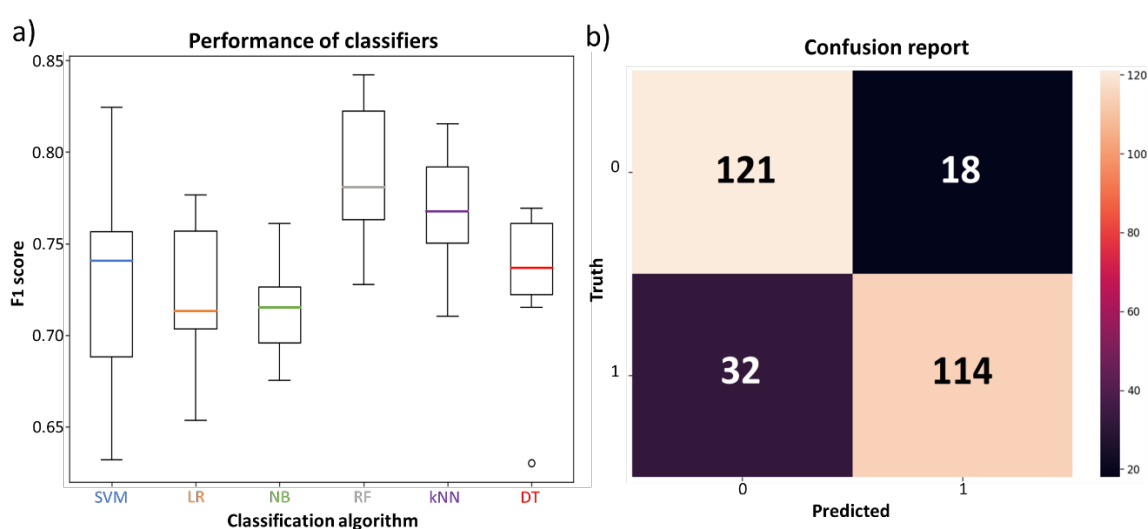 a)
Performance of classifiers
0.85
0.80
0.75
0.70
0.65
F1 score
SVM LR NB RF kNN DT
Classification algorithm
b)
Confusion report
0
1
Truth
121 18
32 114
0 1
Predicted
120
100
80
60
40
20